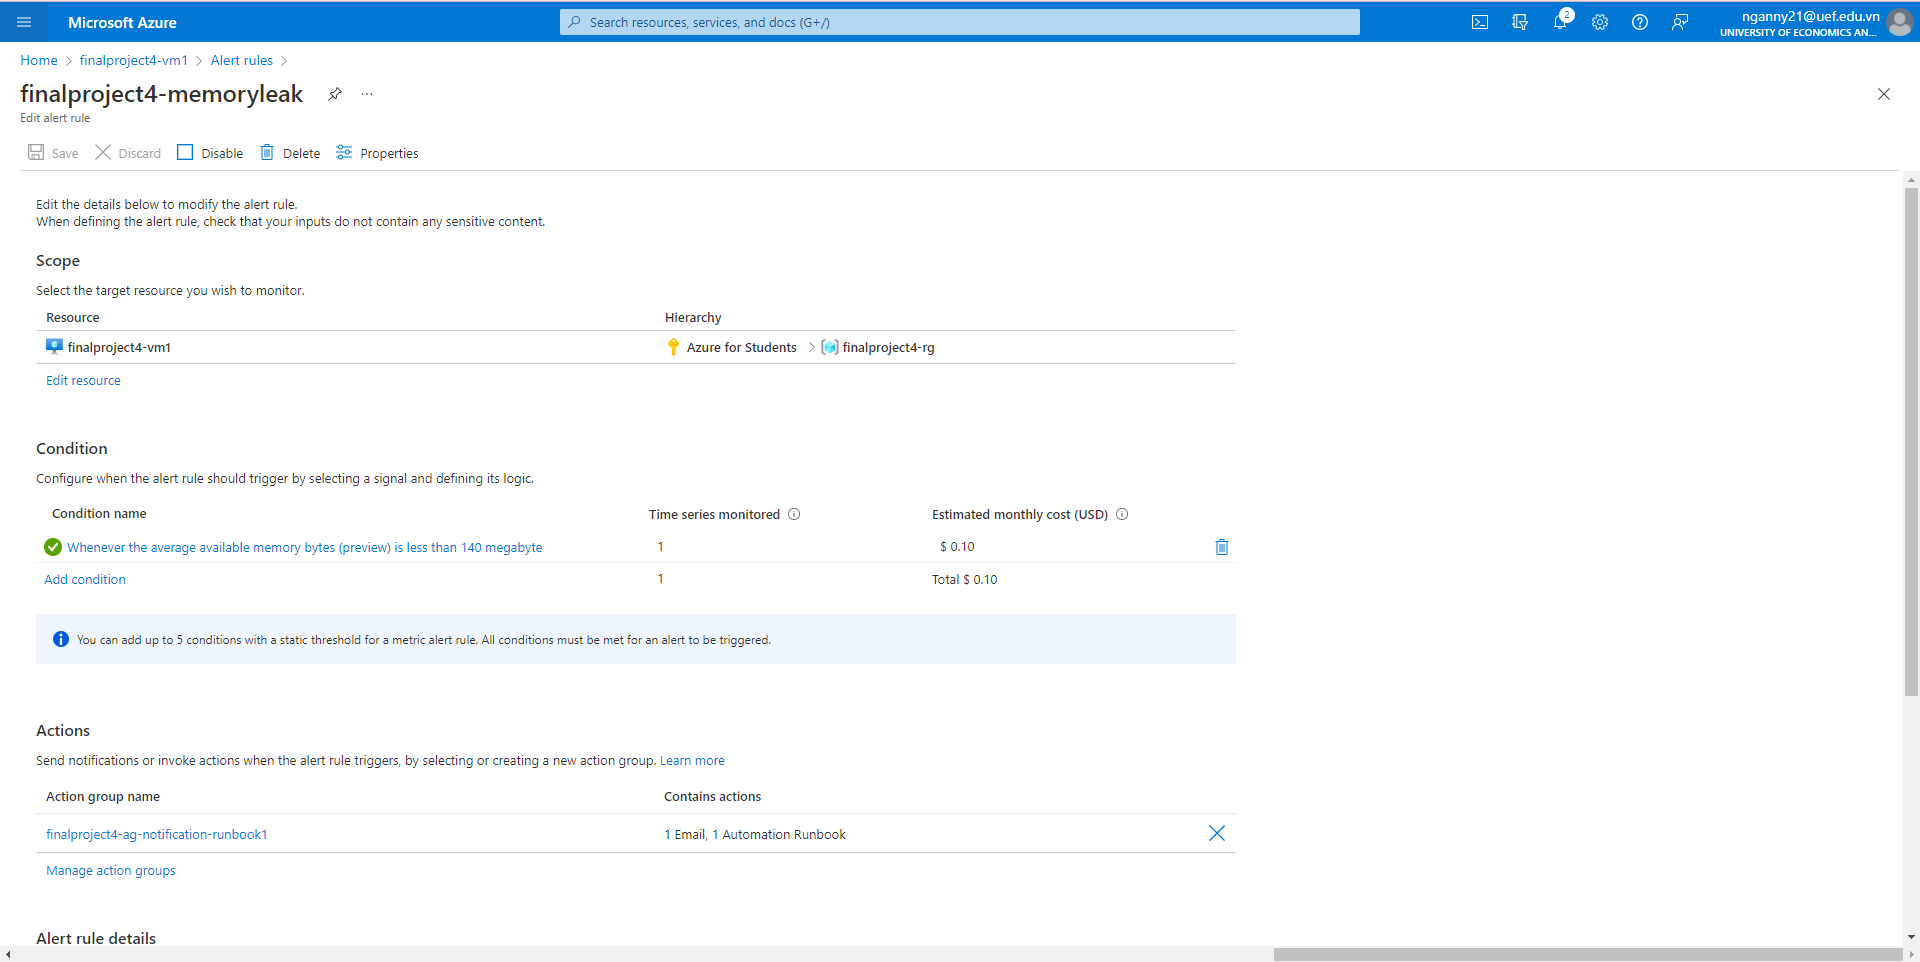 Microsoft Azure
Search resources, services, and docs (G+/)
2
nganny21@uef.edu.vn
UNIVERSITY OF ECONOMICS AN...
Home > finalproject4-vm1 > Alert rules >
finalproject4-memoryleak ...
Edit alert rule
Save Discard Disable Delete Properties
Edit the details below to modify the alert rule.
When defining the alert rule, check that your inputs do not contain any sensitive content.
Scope
Select the target resource you wish to monitor.
Resource Hierarchy
finalproject4-vm1 Azure for Students > finalproject4-rg
Edit resource
Condition
Configure when the alert rule should trigger by selecting a signal and defining its logic.
Condition name Time series monitored Estimated monthly cost (USD)
Whenever the average available memory bytes (preview) is less than 140 megabyte 1 $ 0.10
Add condition 1 Total $ 0.10
You can add up to 5 conditions with a static threshold for a metric alert rule. All conditions must be met for an alert to be triggered.
Actions
Send notifications or invoke actions when the alert rule triggers, by selecting or creating a new action group. Learn more
Action group name Contains actions
finalproject4-ag-notification-runbook1 1 Email, 1 Automation Runbook
Manage action groups
Alert rule details